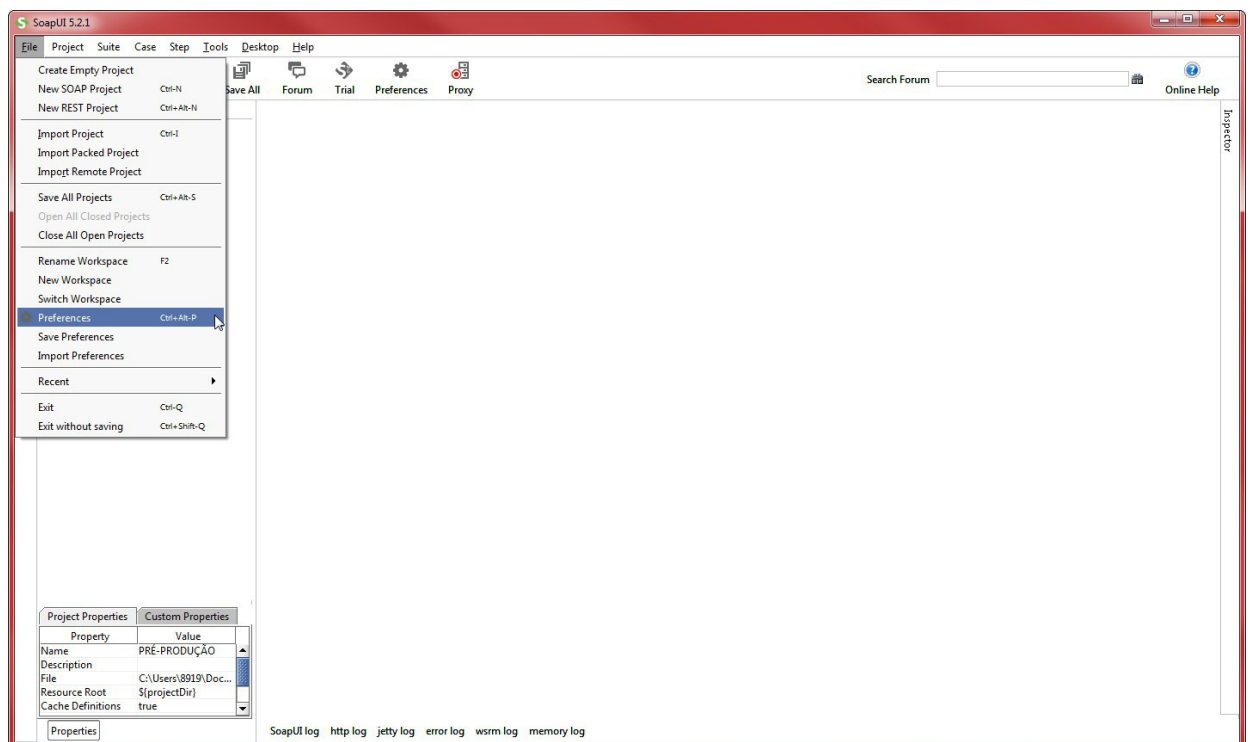 SoapUI 5.2.1
File Project Suite Case Step Tools Desktop Help
Save All Forum Trial Preferences Proxy Search Forum Online Help
Create Empty Project
New SOAP Project Ctrl-N
New REST Project Ctrl+Alt-N
Import Project Ctrl-I
Import Packed Project
Import Remote Project
Save All Projects Ctrl+Alt-S
Open All Closed Projects
Close All Open Projects
Rename Workspace F2
New Workspace
Switch Workspace
Preferences Ctrl+Alt-P
Save Preferences
Import Preferences
Recent
Exit Ctrl-Q
Exit without saving Ctrl+Shift-Q
Inspector
Project Properties Custom Properties
Property Value
Name PRÉ-PRODUÇÃO
Description
File C:\Users\8919\Doc...
Resource Root ${projectDir}
Cache Definitions true
Properties
SoapUI log http log jetty log error log wsrm log memory log